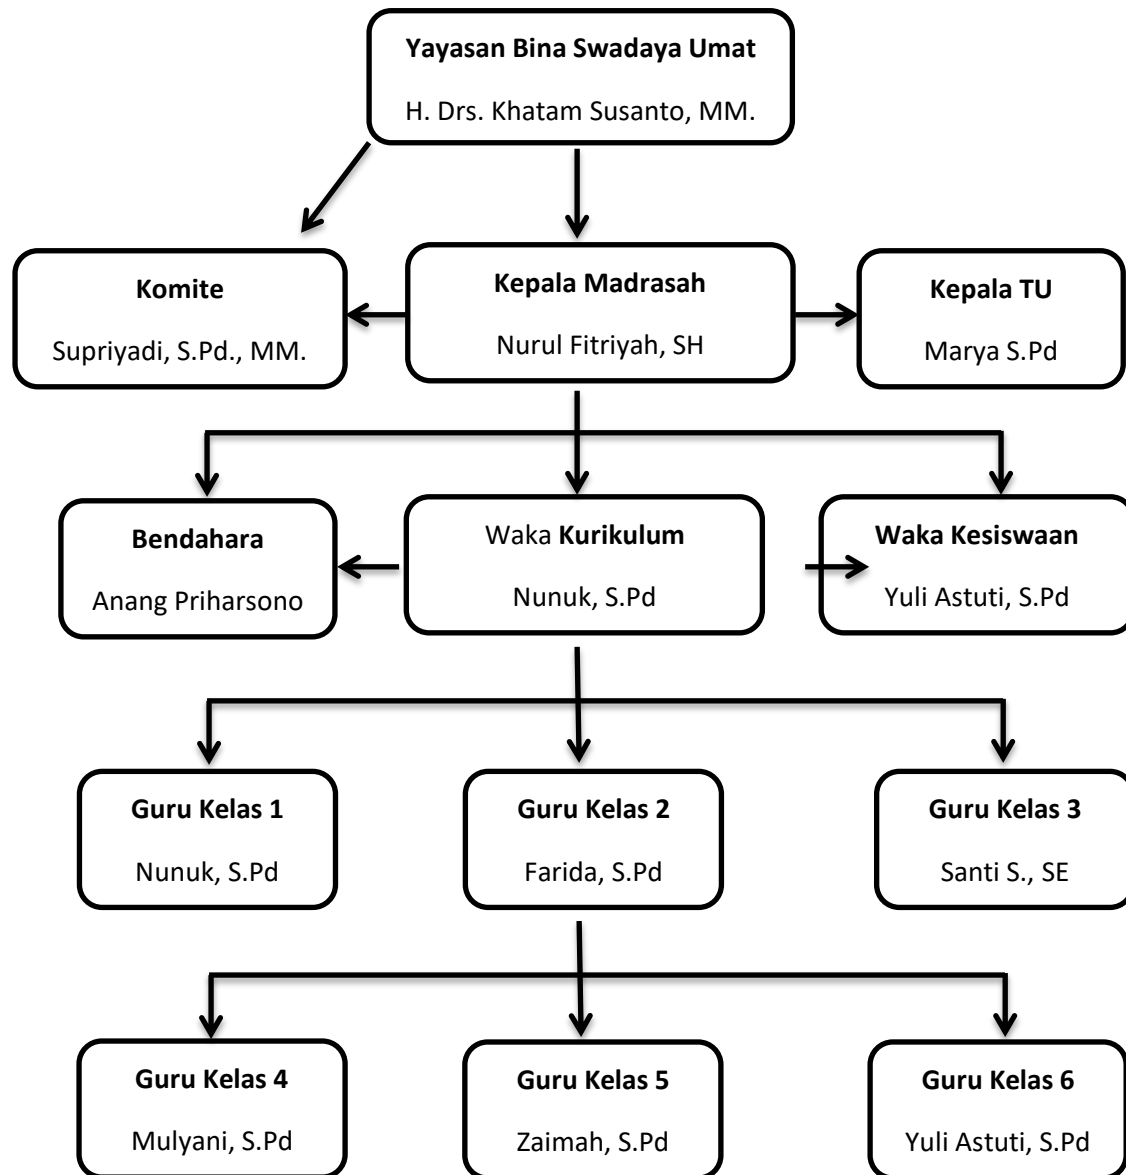 Yayasan Bina Swadaya Umat
H. Drs. Khatam Susanto, MM.
Komite
Supriyadi, S.Pd., MM.
Kepala Madrasah
Nurul Fitriyah, SH
Kepala TU
Marya S.Pd
Bendahara
Anang Priharsono
Waka Kurikulum
Nunuk, S.Pd
Waka Kesiswaan
Yuli Astuti, S.Pd
Guru Kelas 1
Nunuk, S.Pd
Guru Kelas 2
Farida, S.Pd
Guru Kelas 3
Santi S., SE
Guru Kelas 4
Mulyani, S.Pd
Guru Kelas 5
Zaimah, S.Pd
Guru Kelas 6
Yuli Astuti, S.Pd